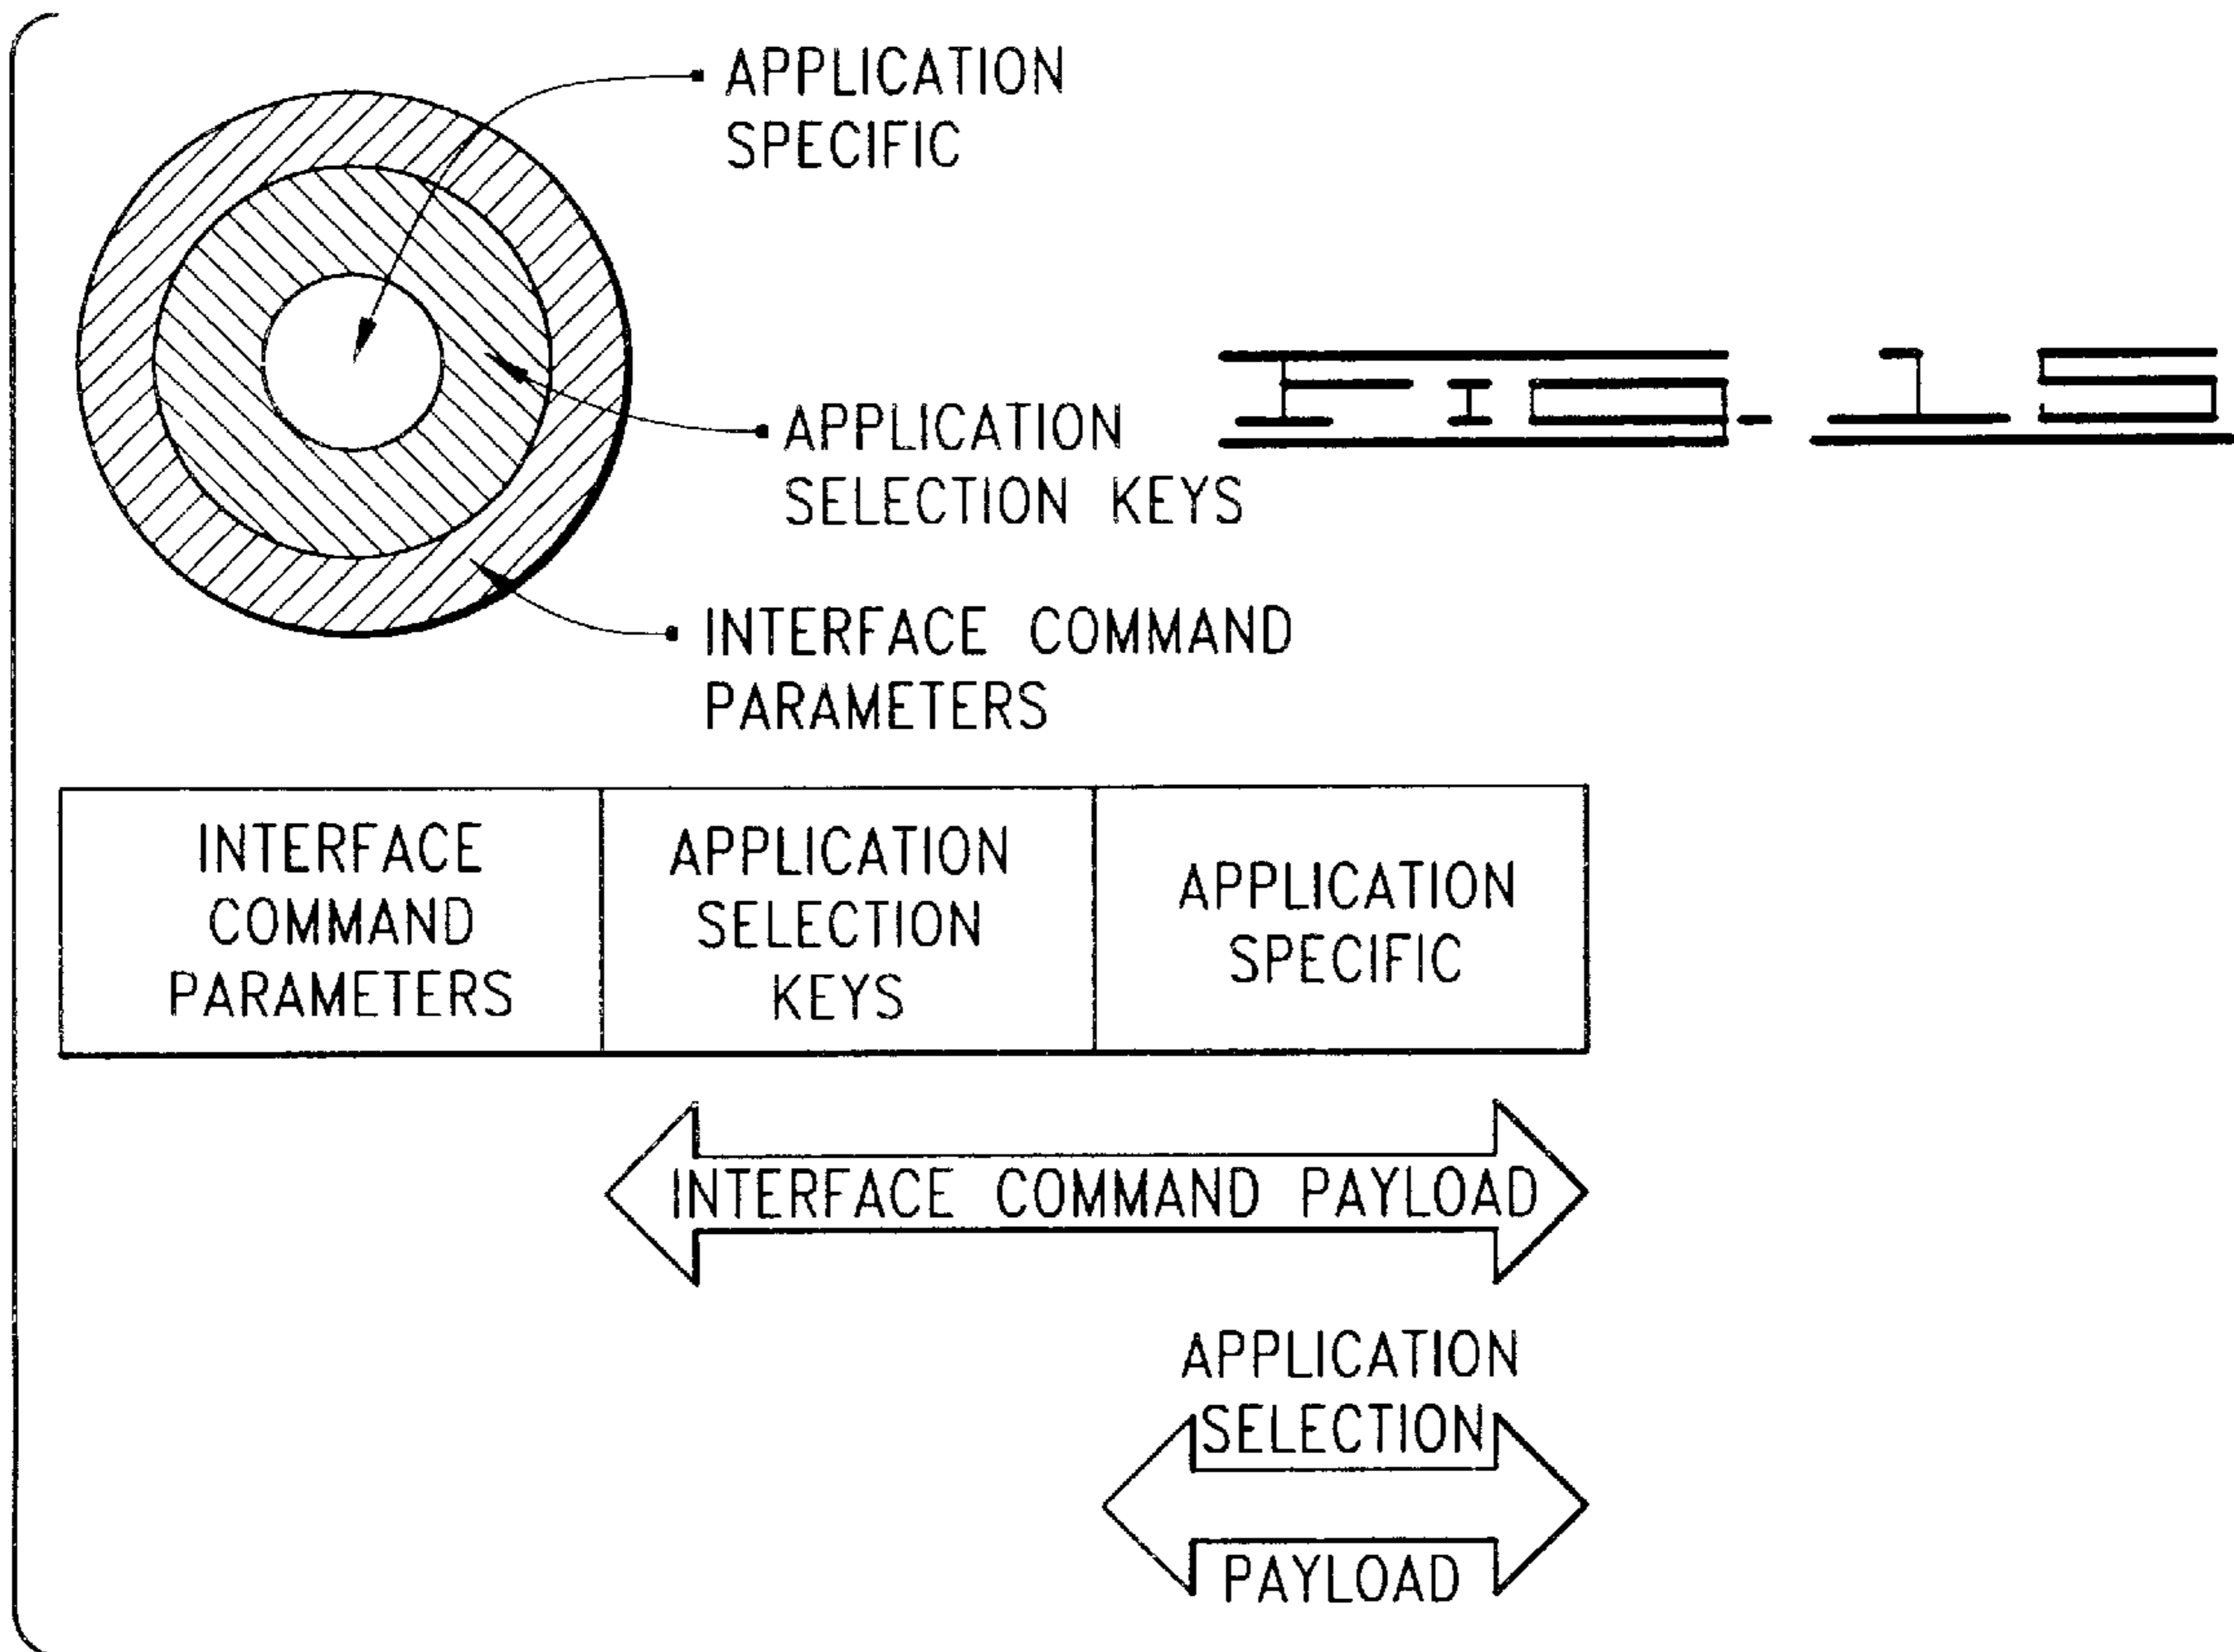 APPLICATION
SPECIFIC
APPLICATION
SELECTION KEYS
FIG. 15
INTERFACE COMMAND
PARAMETERS
INTERFACE
COMMAND
PARAMETERS
APPLICATION
SELECTION
KEYS
APPLICATION
SPECIFIC
INTERFACE COMMAND PAYLOAD
APPLICATION
SELECTION
PAYLOAD